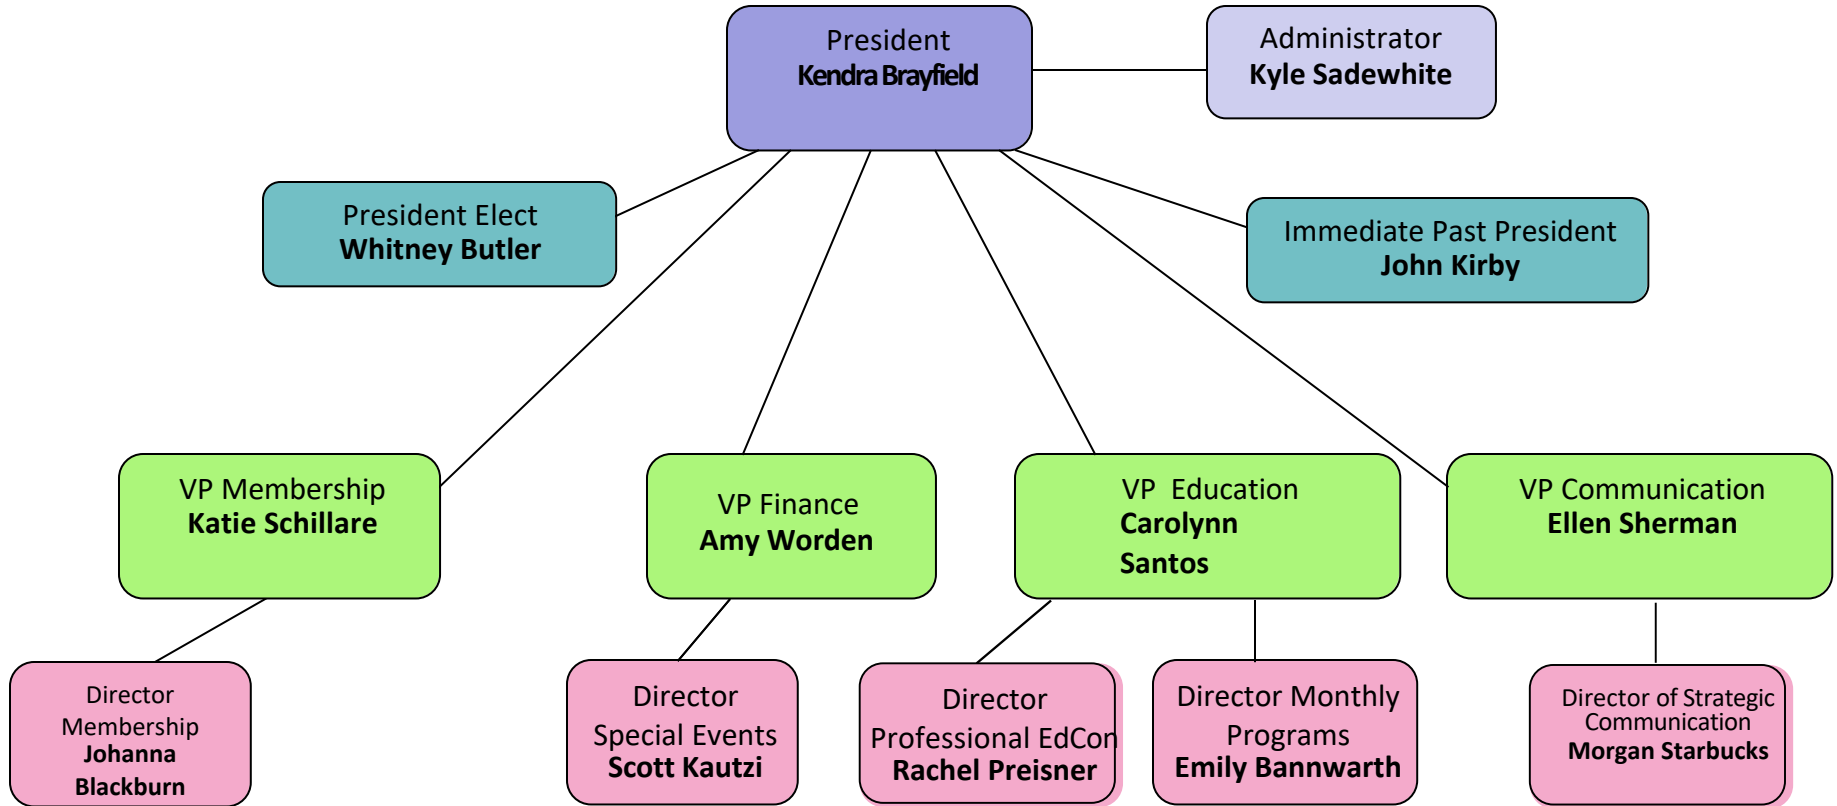 President
Kendra Brayfield
Administrator
Kyle Sadewhite
President Elect
Whitney Butler
Immediate Past President
John Kirby
VP Membership
Katie Schillare
VP Finance
Amy Worden
VP Education
Carolynn
Santos
VP Communication
Ellen Sherman
Director
Membership
Johanna
Blackburn
Director
Special Events
Scott Kautzi
Director
Professional EdCon
Rachel Preisner
Director Monthly
Programs
Emily Bannwarth
Director of Strategic
Communication
Morgan Starbucks